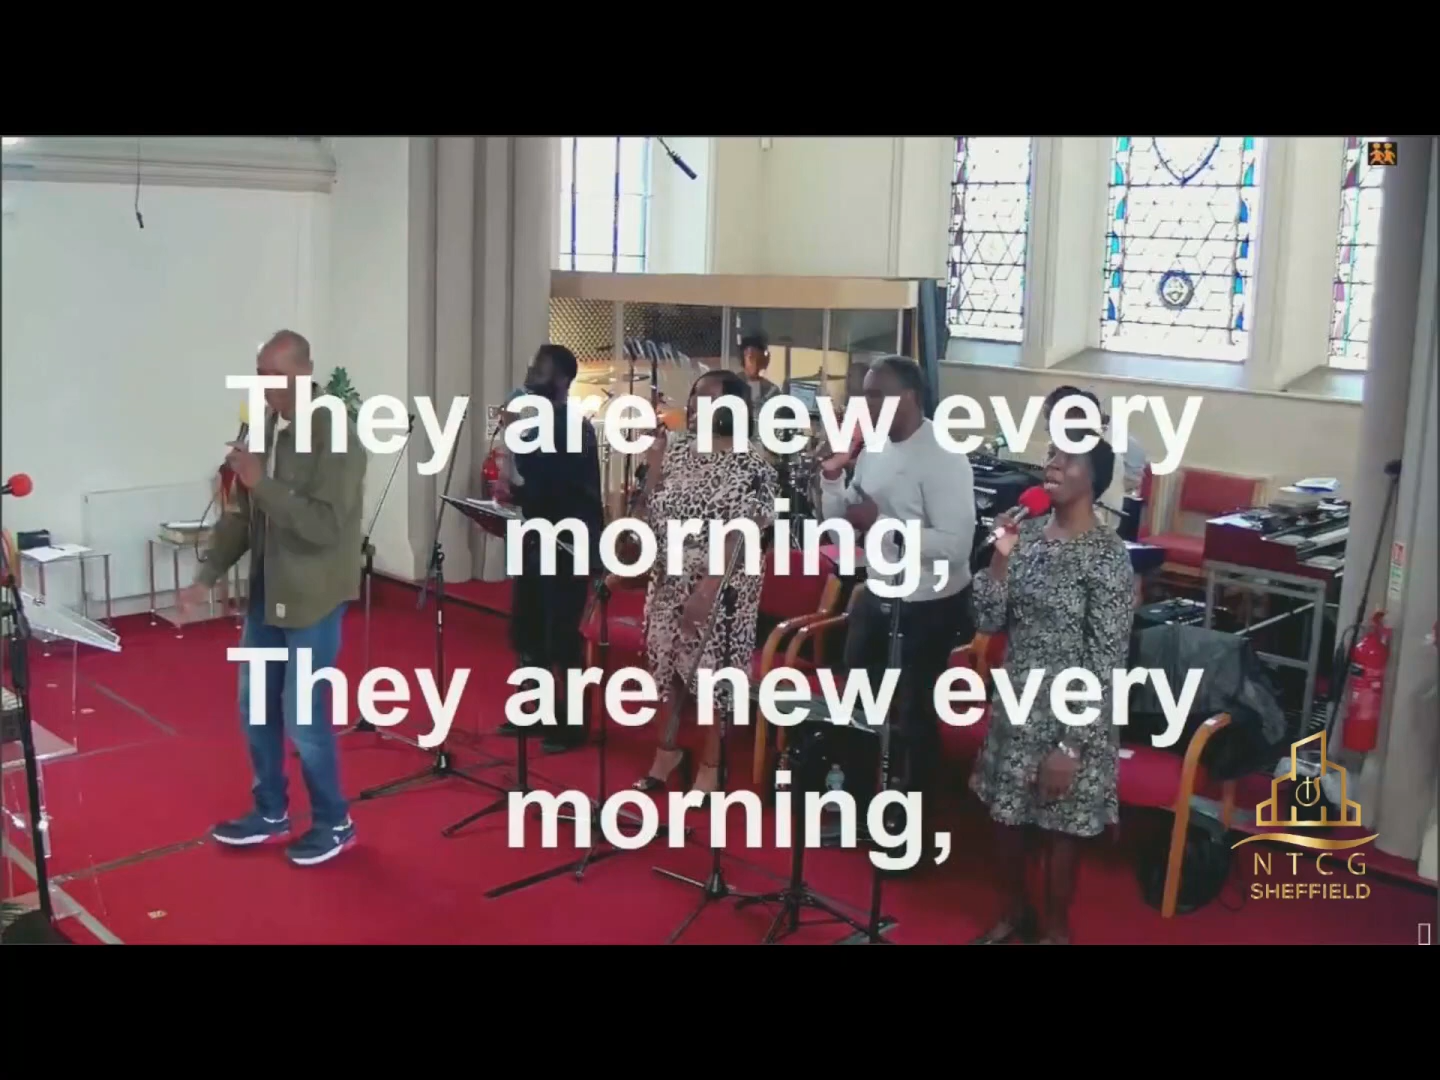 They are new every
morning,
They are new every
morning,
NTCG
SHEFFIELD